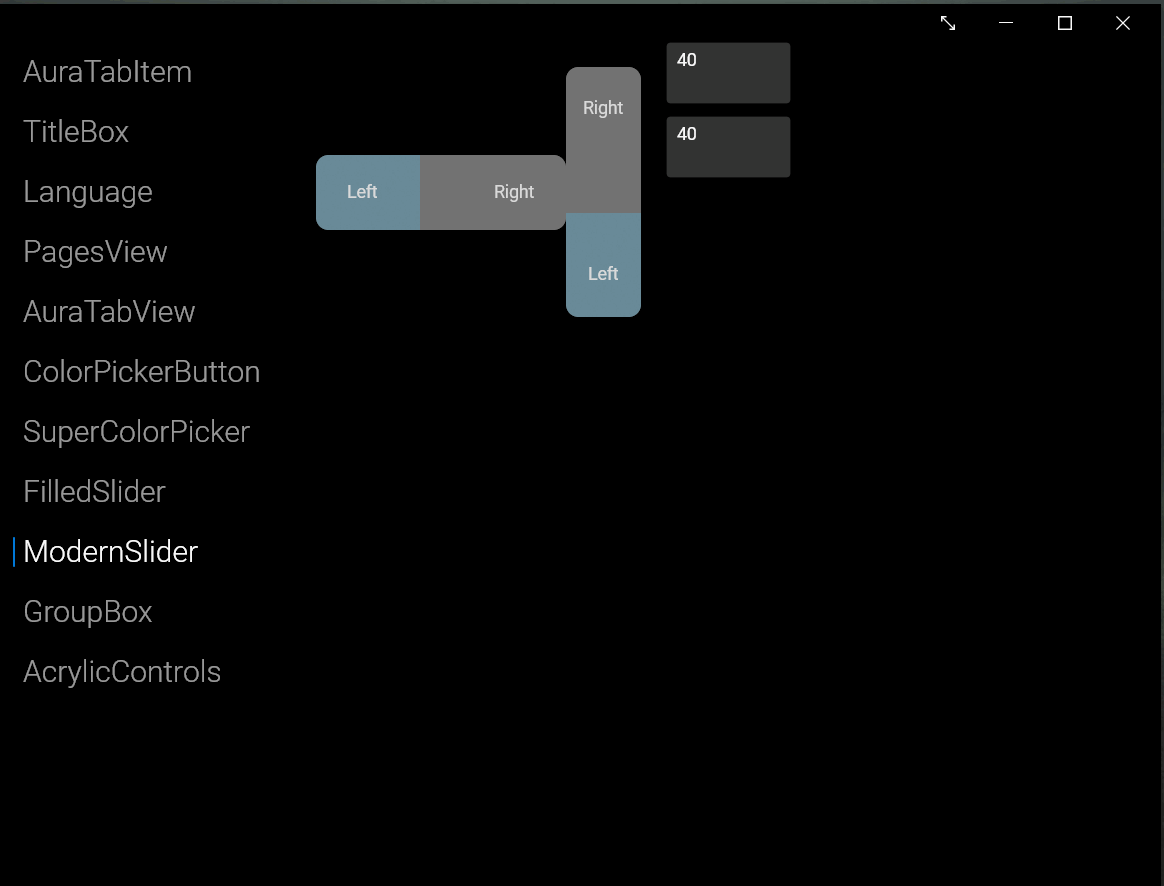 AuraTabItem
TitleBox
Language
PagesView
AuraTabView
ColorPickerButton
SuperColorPicker
FilledSlider
ModernSlider
GroupBox
AcrylicControls
Left
Right
Right
Left
40
40